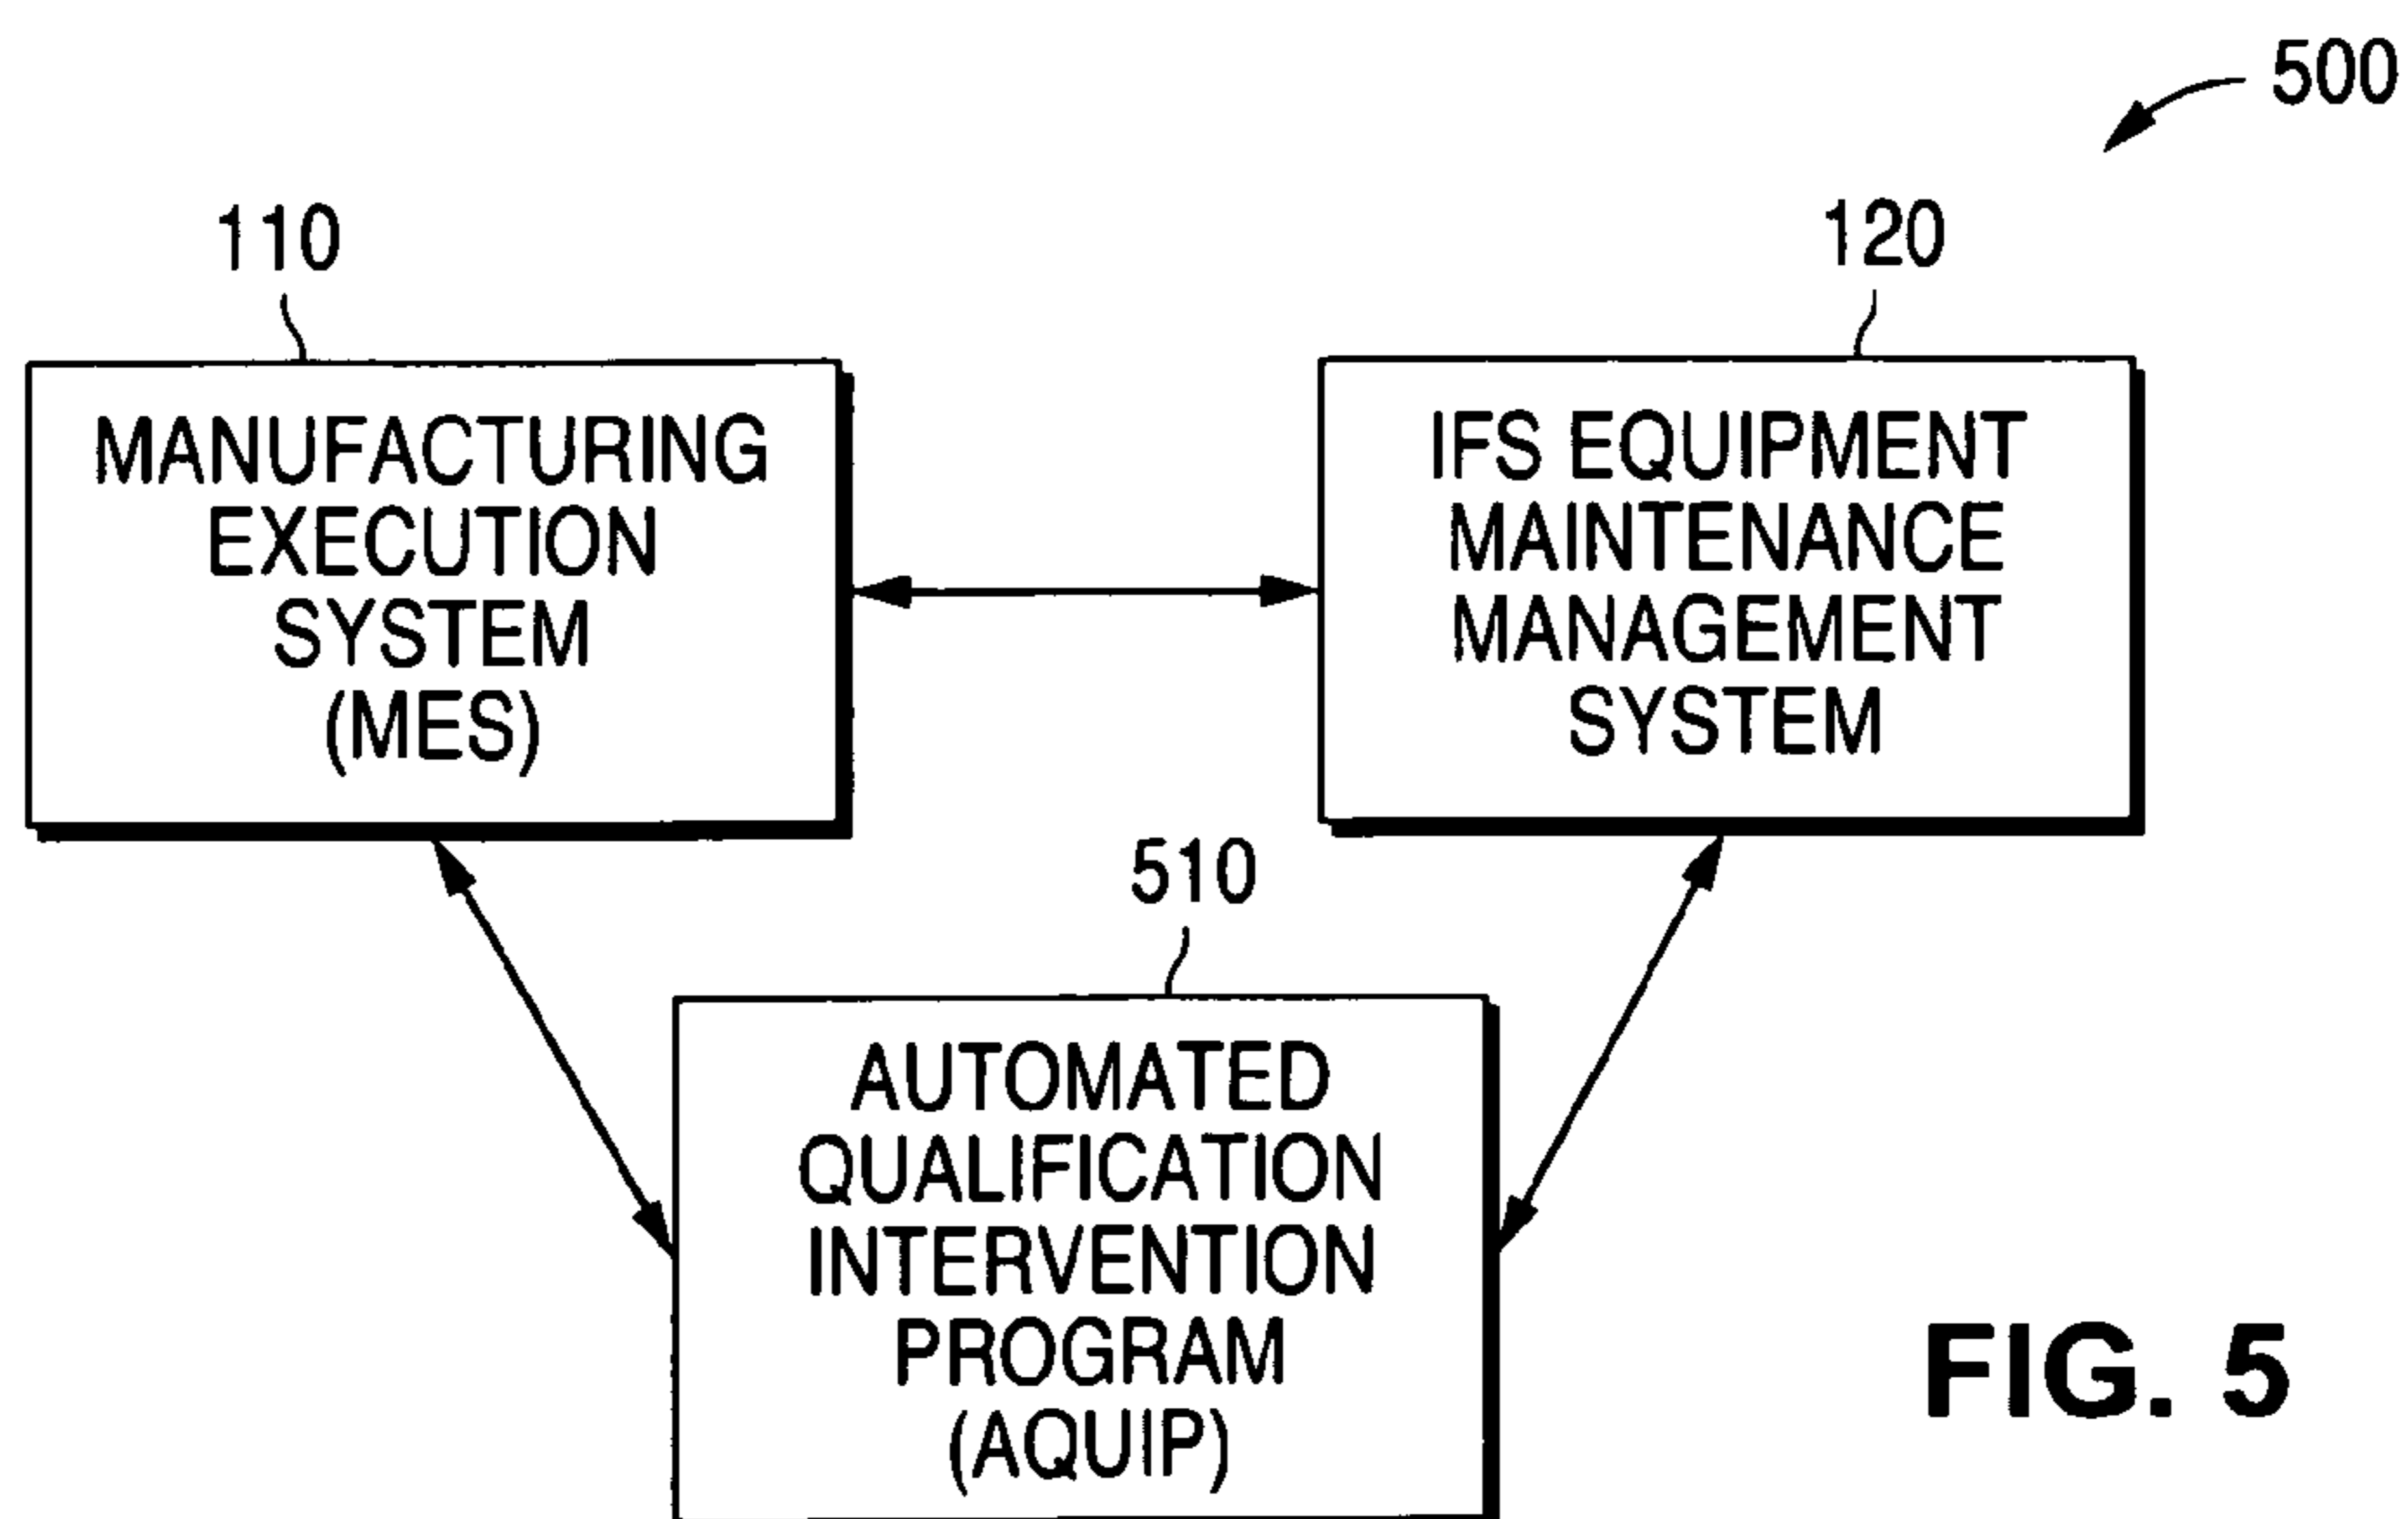 500
110
120
MANUFACTURING
EXECUTION
SYSTEM
(MES)
IFS EQUIPMENT
MAINTENANCE
MANAGEMENT
SYSTEM
510
AUTOMATED
QUALIFICATION
INTERVENTION
PROGRAM
(AQUIP)
FIG. 5